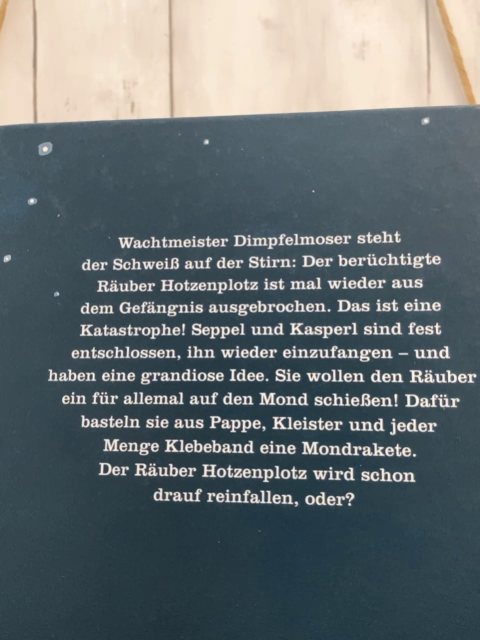 Wachtmeister Dimpfelmoser steht
der Schweiß auf der Stirn: Der berüchtigte
Räuber Hotzenplotz ist mal wieder aus
dem Gefängnis ausgebrochen. Das ist eine
Katastrophe! Seppel und Kasperl sind fest
entschlossen, ihn wieder einzufangen – und
haben eine grandiose Idee. Sie wollen den Räuber
ein für allemal auf den Mond schießen! Dafür
basteln sie aus Pappe, Kleister und jeder
Menge Klebeband eine Mondrakete.
Der Räuber Hotzenplotz wird schon
drauf reinfallen, oder?